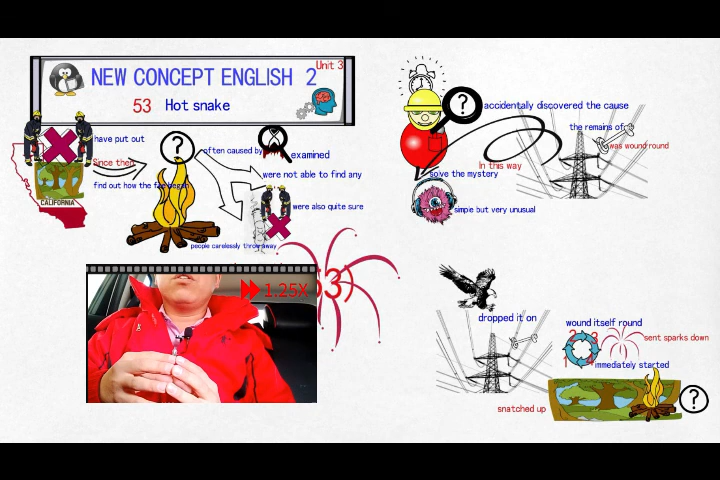 Unit 3
NEW CONCEPT ENGLISH 2
53 Hot snake
have put out
Since then
find out how the fire began
CALIFORNIA
?
often caused by
examined
were not able to find any
were also quite sure
people carelessly throw away
1.25X
?
accidentally discovered the cause
the remains of
was wound round
In this way
solve the mystery
simple but very unusual
dropped it on
wound itself round
sent sparks down
immediately started
snatched up
?